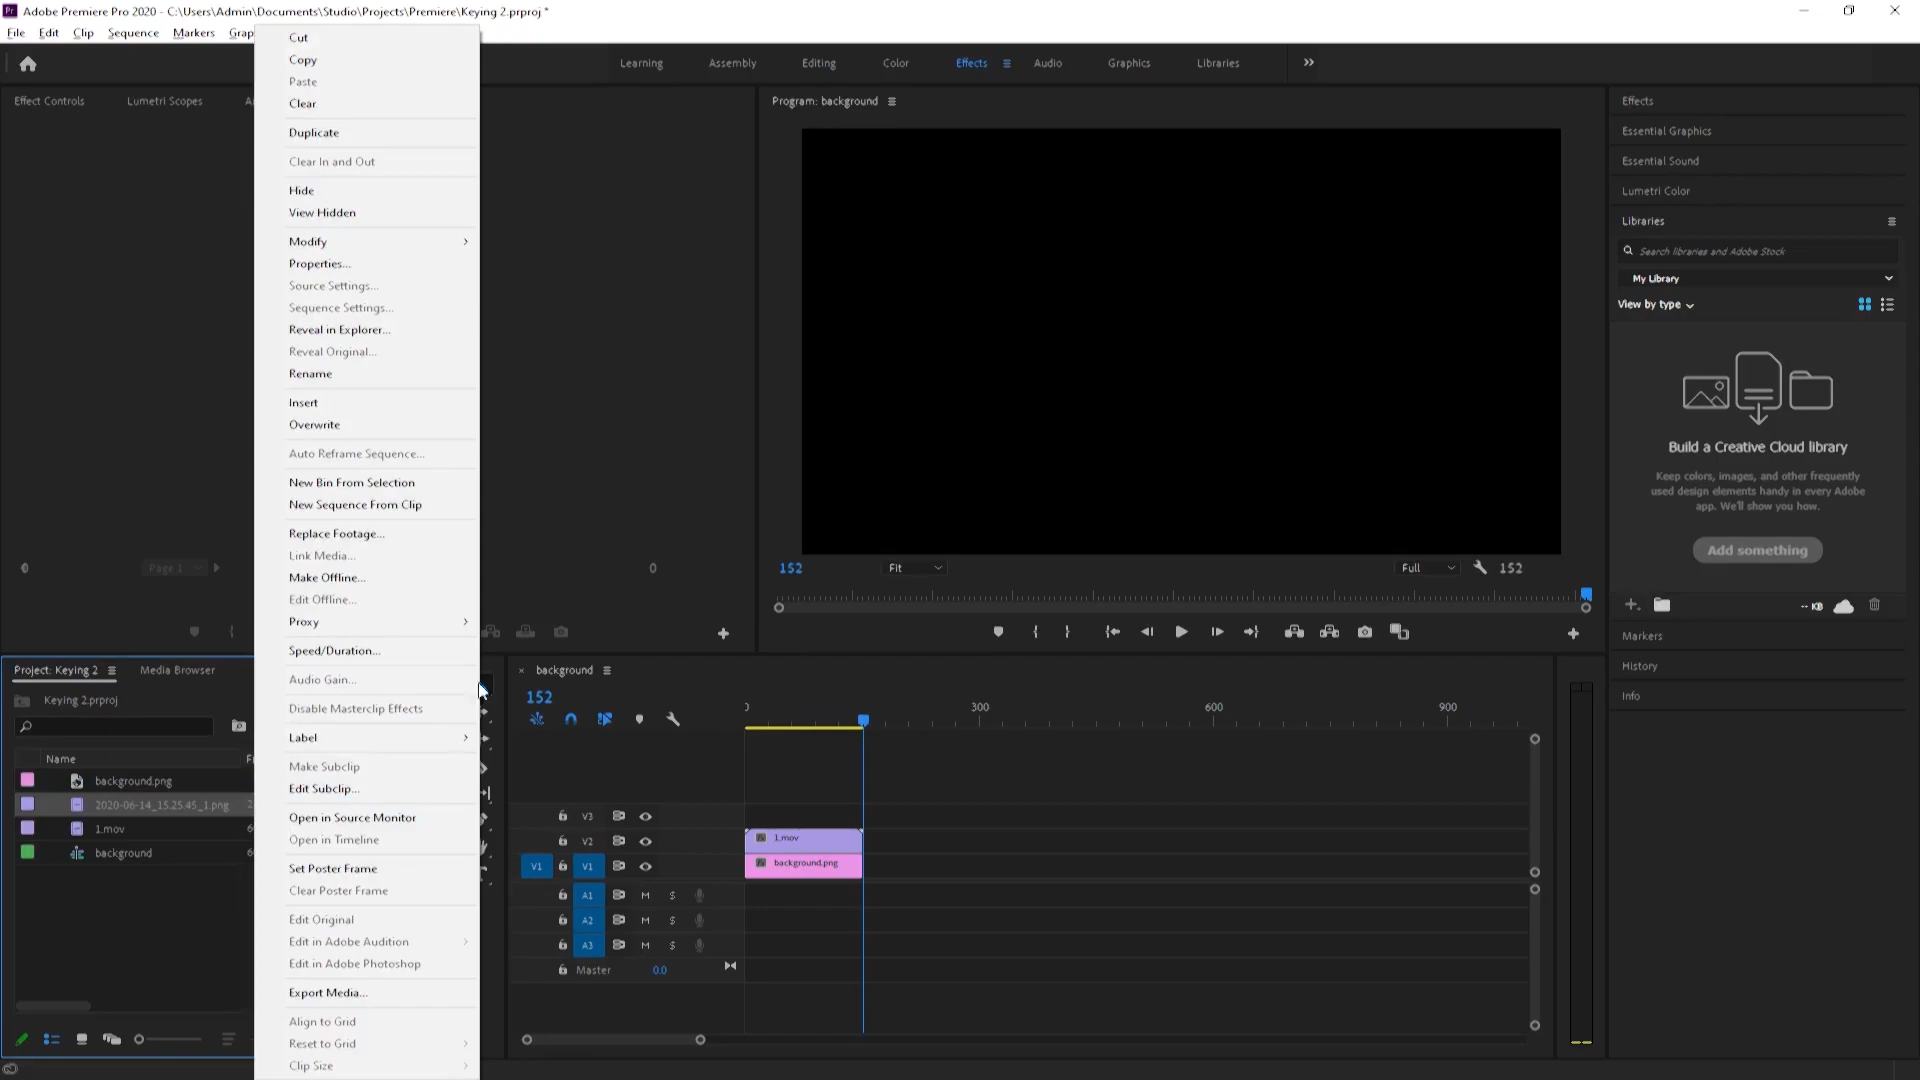 Adobe Premiere Pro 2020 - C:\Users\Admin\Documents\Studio\Projects\Premiere\Keying 2.prproj *
File Edit Clip Sequence Markers Grap
Learning Assembly Editing Color Effects Audio Graphics Libraries
Effect Controls Lumetri Scopes
Cut
Copy
Paste
Clear
Duplicate
Clear In and Out
Hide
View Hidden
Modify
Properties...
Source Settings...
Sequence Settings...
Reveal in Explorer...
Reveal Original...
Rename
Insert
Overwrite
Auto Reframe Sequence...
New Bin From Selection
New Sequence From Clip
Replace Footage...
Link Media...
Make Offline...
Edit Offline...
Proxy
Speed/Duration...
Audio Gain...
Disable Masterclip Effects
Label
Make Subclip
Edit Subclip...
Open in Source Monitor
Open in Timeline
Set Poster Frame
Clear Poster Frame
Edit Original
Edit in Adobe Audition
Edit in Adobe Photoshop
Export Media...
Align to Grid
Reset to Grid
Clip Size
Page 1
0
Program: background
152 Fit Full 152
Effects
Essential Graphics
Essential Sound
Lumetri Color
Libraries
Search libraries and Adobe Stock
My Library
View by type
Build a Creative Cloud library
Keep colors, images, and other frequently
used design elements handy in every Adobe
app. We'll show you how.
Add something
-- KB
Markers
History
Info
Project: Keying 2 Media Browser
Keying 2.prproj
Name
background.png
2020-06-14_15.25.45_1.png
1.mov
background
background
152
0 300 600 900
V3
V2 1.mov
V1 V1 background.png
A1 M S
A2 M S
A3 M S
Master 0.0